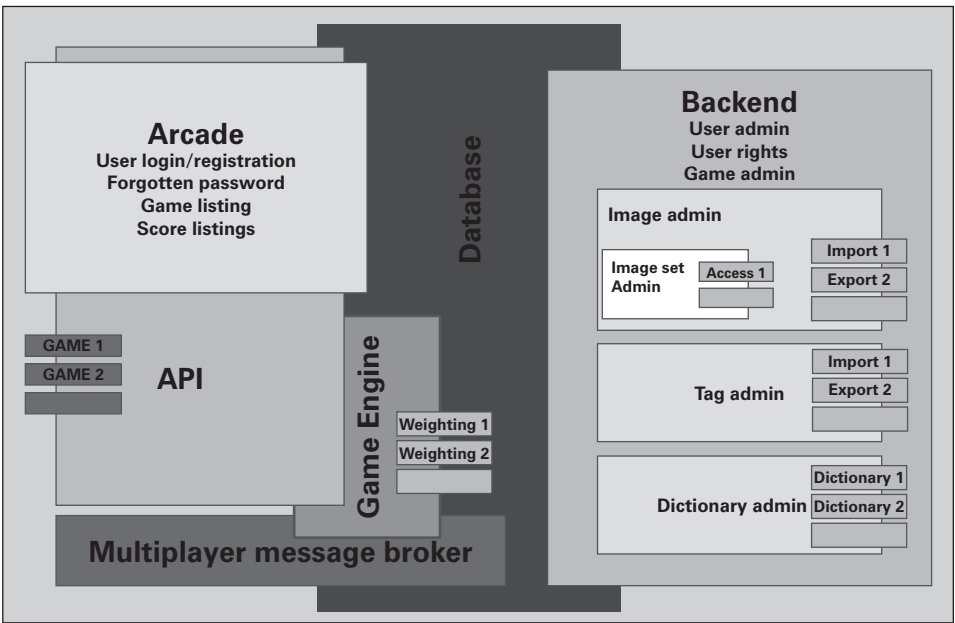 Arcade
User login/registration
Forgotten password
Game listing
Score listings
GAME 1
GAME 2
API
Game Engine
Weighting 1
Weighting 2
Multiplayer message broker
Database
Backend
User admin
User rights
Game admin
Image admin
Import 1
Export 2
Image set
Admin
Access 1
Tag admin
Import 1
Export 2
Dictionary admin
Dictionary 1
Dictionary 2